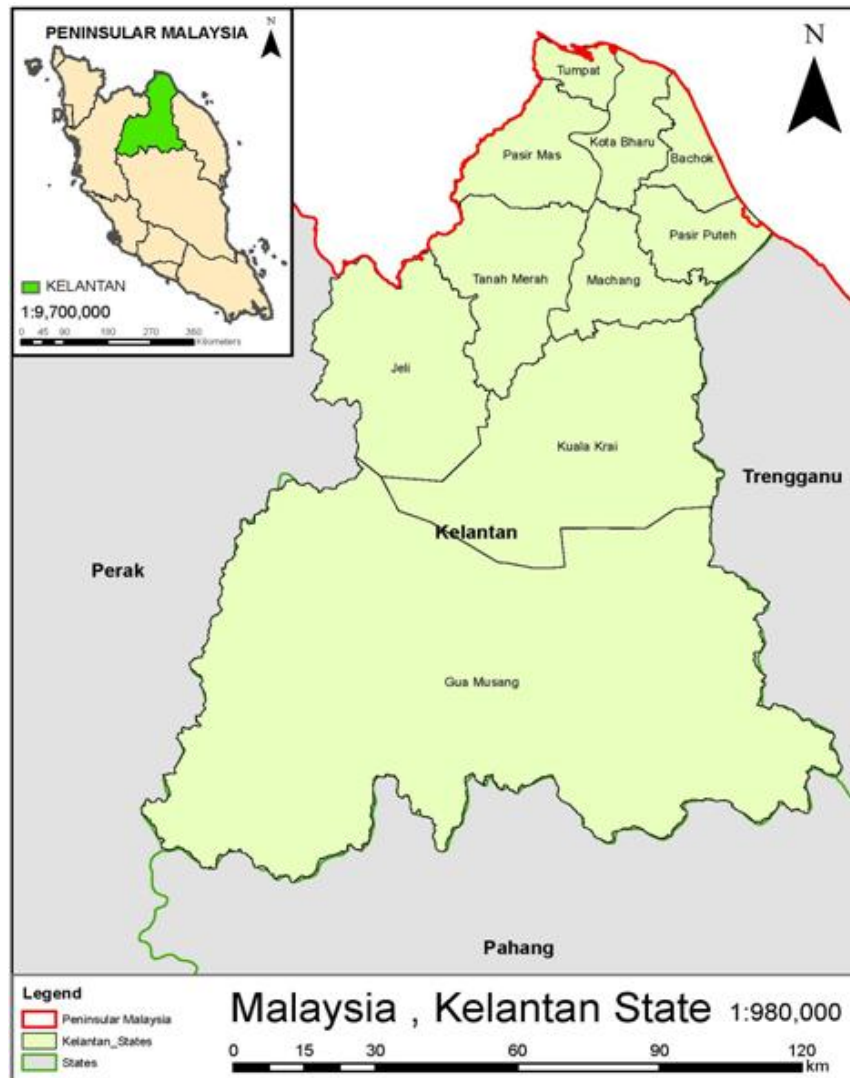 PENINSULAR MALAYSIA
N
KELANTAN
1:9,700,000
0 45 90 180 270 360
Kilometers
N
Tumpat
Kota Bharu
Pasir Mas
Bachok
Pasir Puteh
Tanah Merah
Machang
Jeli
Kuala Krai
Trengganu
Kelantan
Perak
Gua Musang
Pahang
Legend
Peninsular Malaysia
Kelantan_States
States
Malaysia , Kelantan State 1:980,000
0 15 30 60 90 120
km